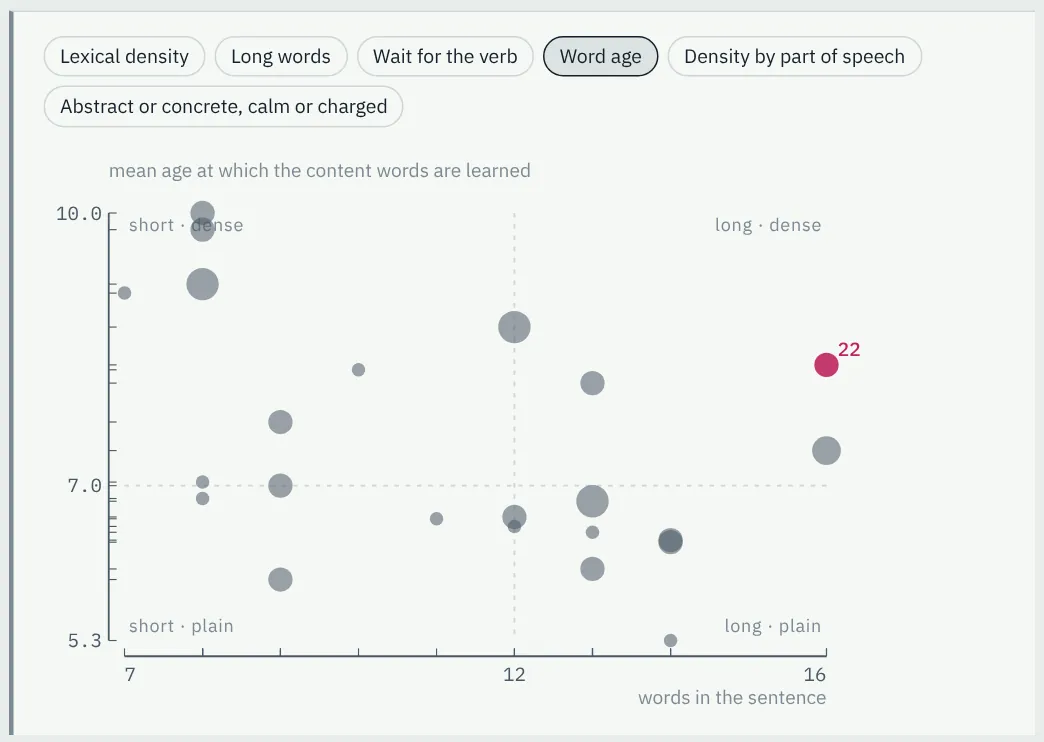 Lexical density Long words Wait for the verb Word age Density by part of speech
Abstract or concrete, calm or charged
mean age at which the content words are learned
10.0
short · dense long · dense
22
7.0
short · plain long · plain
5.3
7 12 16
words in the sentence